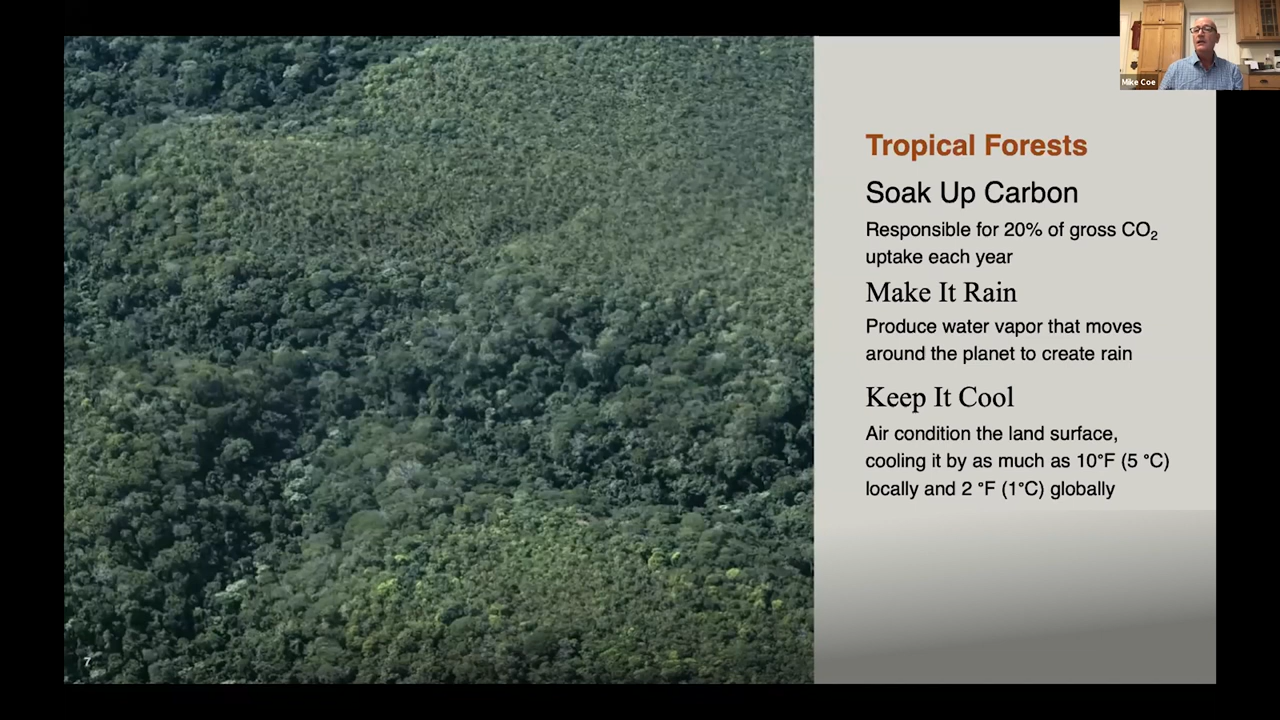 Mike Coe
Tropical Forests
Soak Up Carbon
Responsible for 20% of gross CO₂
uptake each year
Make It Rain
Produce water vapor that moves
around the planet to create rain
Keep It Cool
Air condition the land surface,
cooling it by as much as 10°F (5 °C)
locally and 2 °F (1°C) globally
7